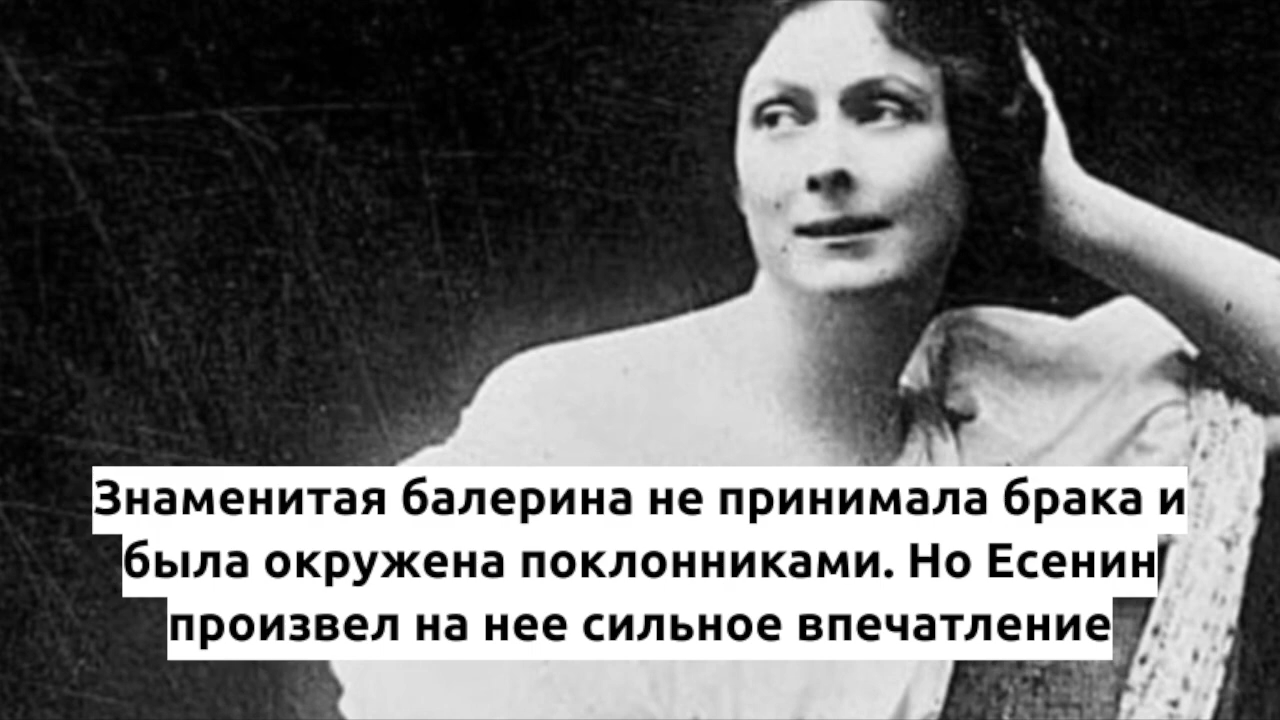 Знаменитая балерина не принимала брака и
была окружена поклонниками. Но Есенин
произвел на нее сильное впечатление